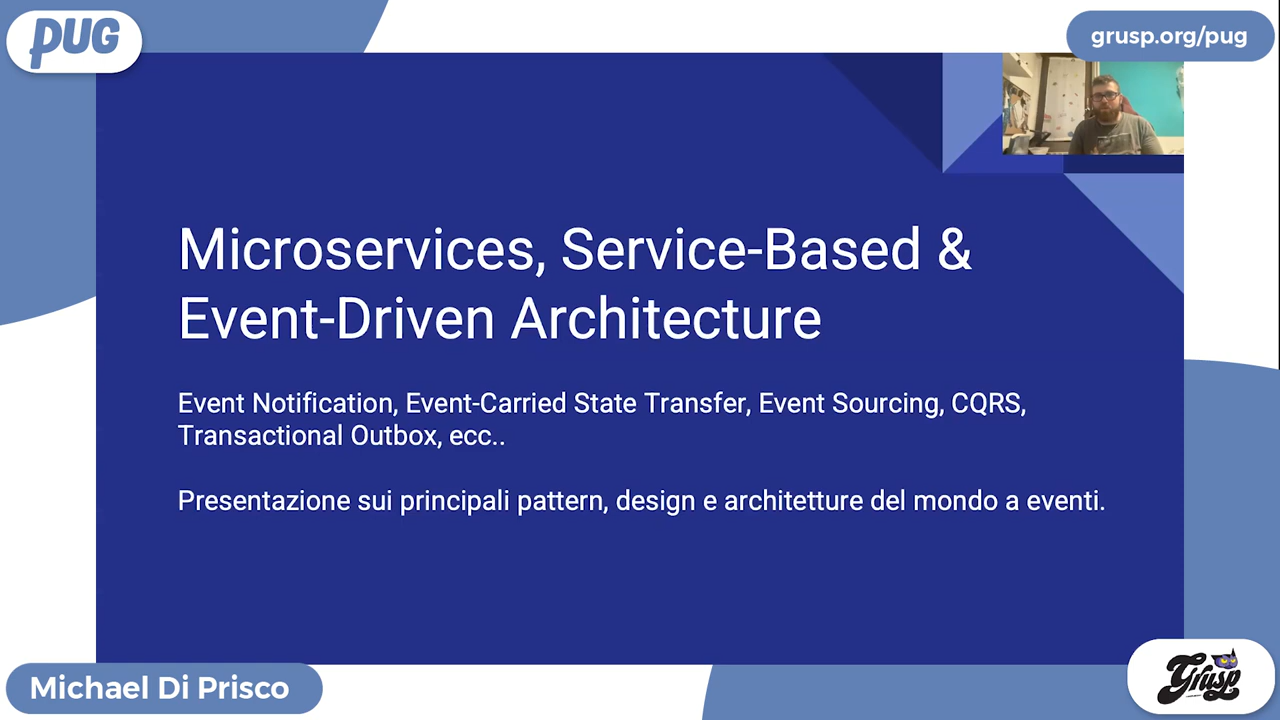 PUG
grusp.org/pug
Microservices, Service-Based &
Event-Driven Architecture
Event Notification, Event-Carried State Transfer, Event Sourcing, CQRS,
Transactional Outbox, ecc..
Presentazione sui principali pattern, design e architetture del mondo a eventi.
Michael Di Prisco
Grusp